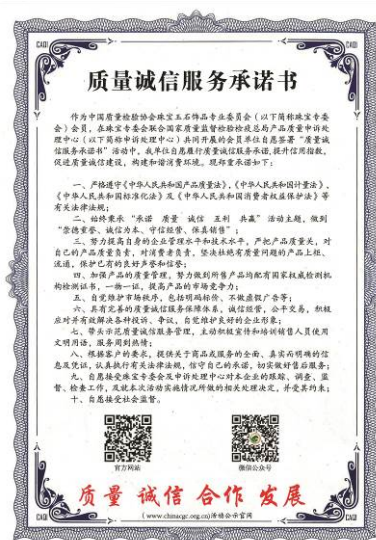 CAQI
CAQI
质量诚信服务承诺书
作为中国质量检验协会珠宝玉石饰品专业委员会(以下简称珠宝专委
会)会员,在珠宝专委会联合国家质量监督检验检疫总局产品质量申诉处
理中心(以下简称申诉处理中心)共同开展的会员单位自愿签署“质量诚
信服务承诺书”活动中,我单位自愿履行质量诚信服务承诺,提升信用指数,
促进质量诚信建设,构建和谐消费环境。现郑重承诺如下:
一、严格遵守《中华人民共和国产品质量法》,《中华人民共和国计量法》,
《中华人民共和国标准化法》及《中华人民共和国消费者权益保护法》等
有关法律法规;
二、始终秉承“承诺 质量 诚信 互利 共赢”活动主题,做到
“崇德重誉、诚信为本、守信经营、保真销售”;
三、努力提高自身的企业管理水平和技术水平,严把产品质量关,对
自己的产品质量负责,对消费者负责,坚决杜绝有质量问题的产品上柜、
流通,保护已有的良好声誉和信誉;
四、加强产品的质量管理,努力做到所售产品均配有国家权威检测机
构检测证书,一物一证,提高产品的市场竞争力;
五、自觉维护市场秩序,包括明码标价、不做虚假广告等;
六、具有完善的质量诚信服务保障体系,诚信经营,公平交易,积极
应对并有效解决各种投诉、争议,自觉维护良好的企业形象;
七、带头示范质量诚信服务管理,主动积极宣传和培训销售人员使用
文明用语,服务周到热情;
八、根据客户的要求,提供关于商品或服务的全面、真实而明确的信
息及凭证,认真执行有关法律规,信守自己的承诺,切实做好售后服务;
九、自愿接受珠宝专委会及申诉处理中心对本企业的跟踪、调查、监
督、检查工作,及就本次活动实施情况所做的相关处理决定,并受其约束;
十、自愿接受社会监督。
官方网站
微信公众号
质量 诚信 合作 发展
CAQI
(www.chinacgc.org.cn)活动公示官网
CAQI